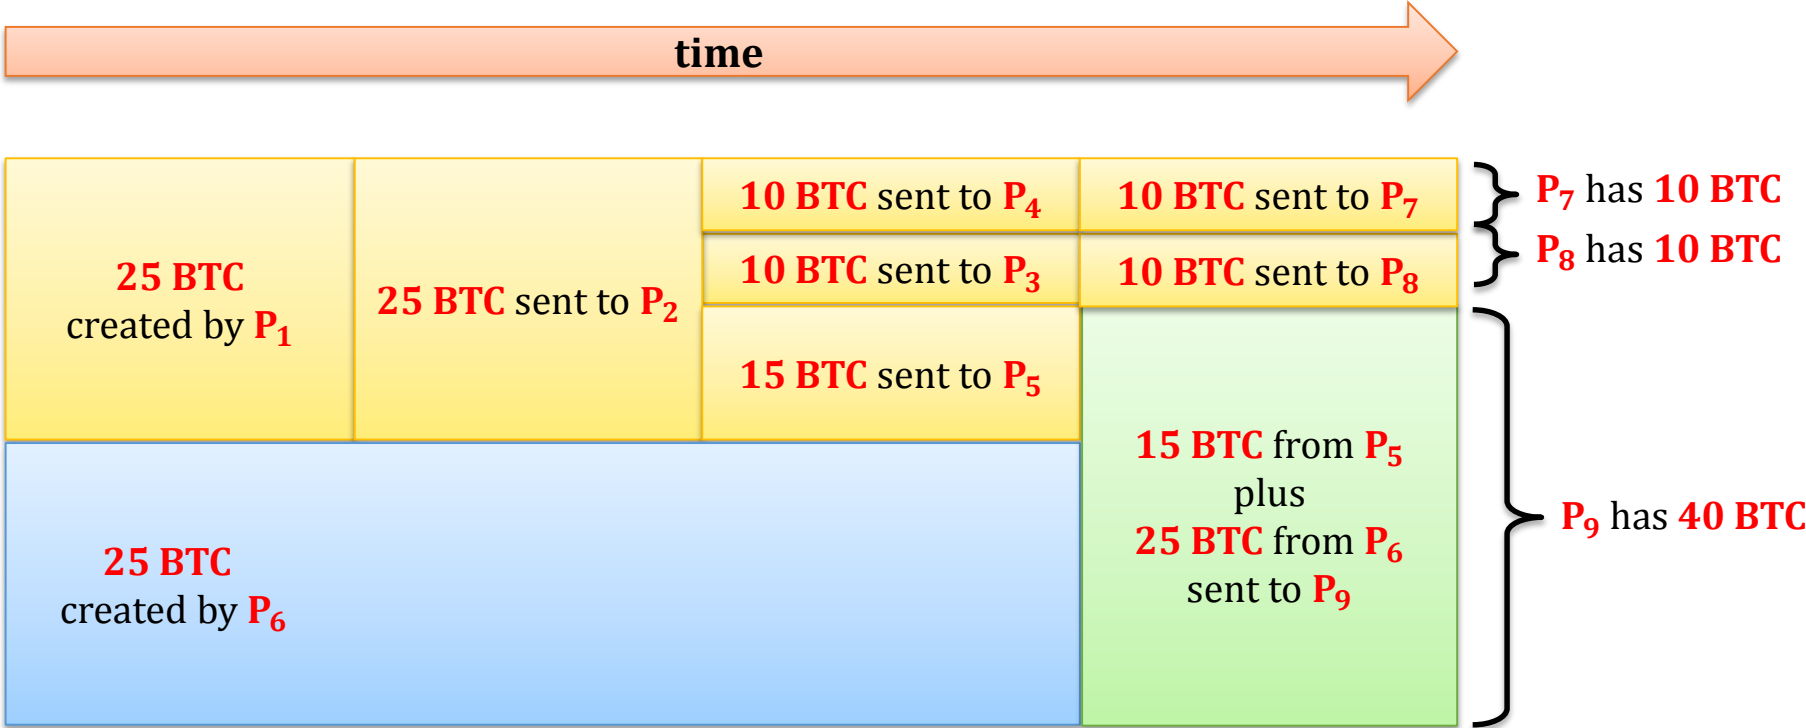 time
25 BTC
created by P₁
25 BTC sent to P₂
10 BTC sent to P₄
10 BTC sent to P₇
10 BTC sent to P₃
10 BTC sent to P₈
15 BTC sent to P₅
P₇ has 10 BTC
P₈ has 10 BTC
25 BTC
created by P₆
15 BTC from P₅
plus
25 BTC from P₆
sent to P₉
P₉ has 40 BTC